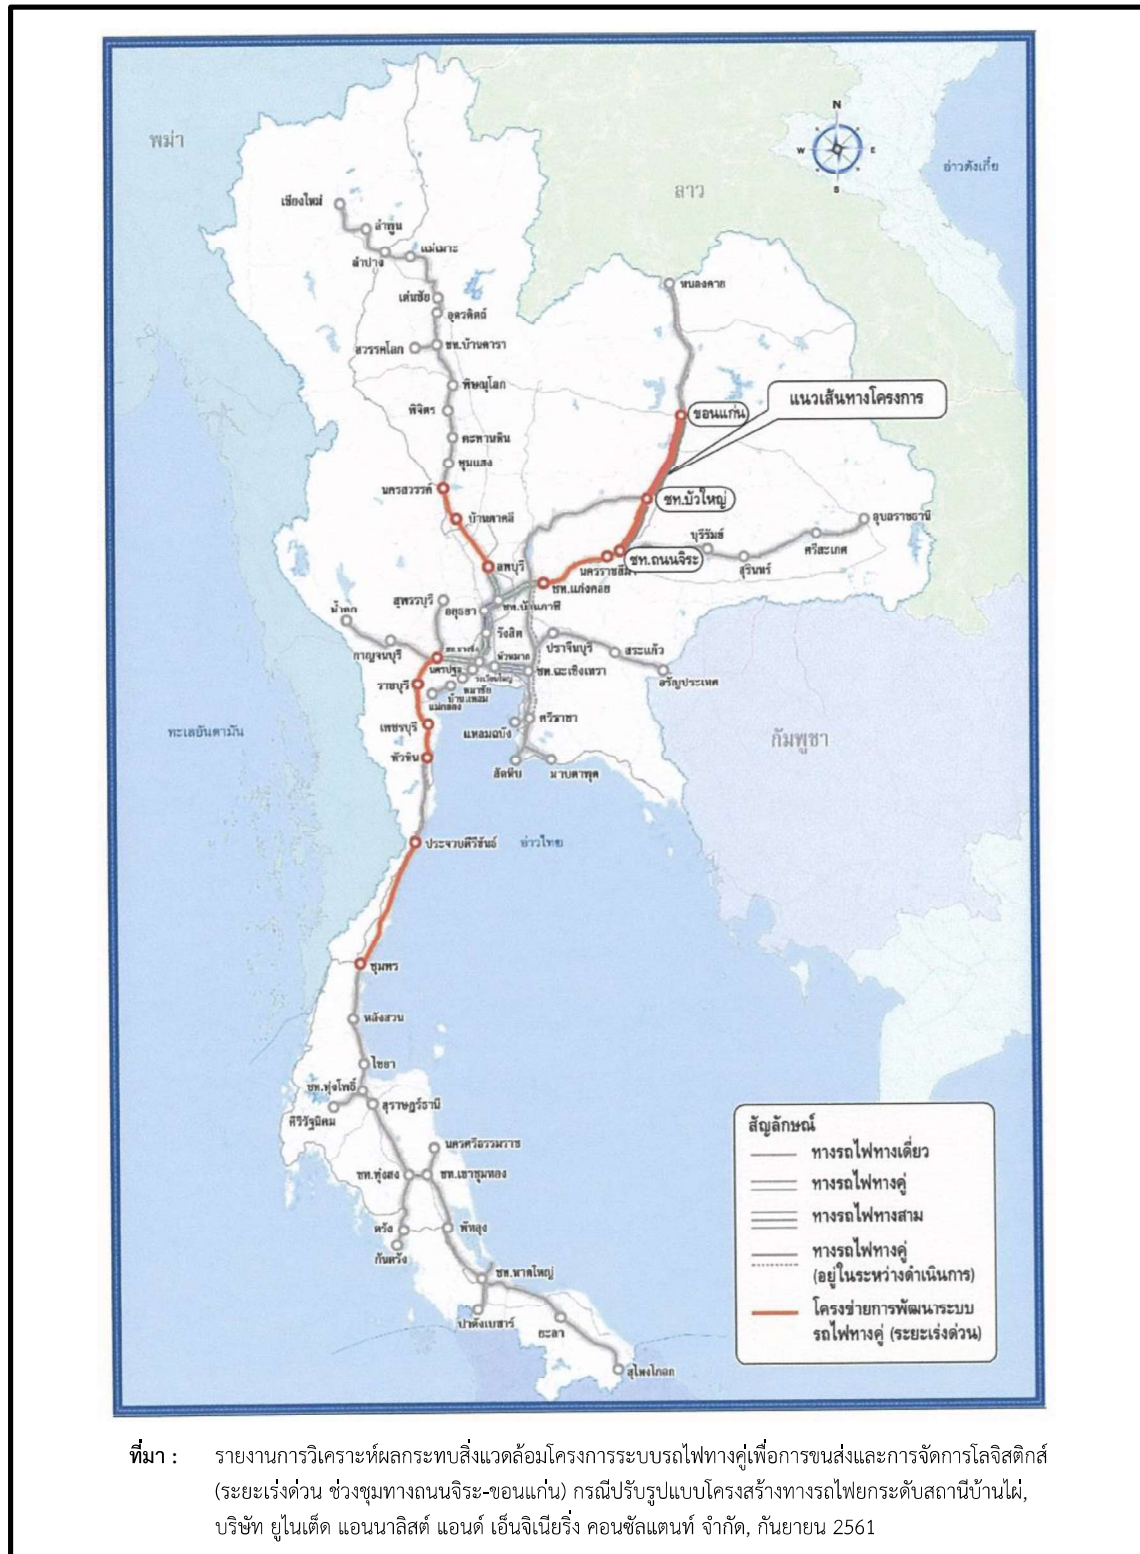 พม่า
N
W
E
S
อ่าวตังเกี๋ย
ลาว
เชียงใหม่
ลำพูน
ลำปาง
แม่เมาะ
หนองคาย
เด่นชัย
อุตรดิตถ์
สวรรคโลก
ชท.บ้านดารา
พิษณุโลก
แนวเส้นทางโครงการ
พิจิตร
ขอนแก่น
ตะพานหิน
ชุมแสง
นครสวรรค์
ชท.บัวใหญ่
บ้านตาคลี
อุบลราชธานี
บุรีรัมย์
ศรีสะเกษ
ลพบุรี
นครราชสีมา
ชท.ถนนจิระ
สุรินทร์
ชท.แก่งคอย
สุพรรบุรี
อยุธยา
ชท.บ้านภาชี
น้ำตก
รังสิต
ปราจีนบุรี
สระแก้ว
กาญจนบุรี
นครปฐม
หัวหมาก
ชท.ฉะเชิงเทรา
อรัญประเทศ
วงเวียนใหญ่
ราชบุรี
มหาชัย
บ้านแหลม
แม่กลอง
เพชรบุรี
ศรีราชา
แหลมฉบัง
ทะเลอันดามัน
กัมพูชา
หัวหิน
สัตหีบ
มาบตาพุด
ประจวบคีรีขันธ์
อ่าวไทย
ชุมพร
หลังสวน
ไชยา
ชท.ทุ่งโพธิ์
สุราษฎร์ธานี
คีรีรัฐนิคม
นครศรีธรรมราช
ชท.ทุ่งสง
ชท.เขาชุมทอง
ตรัง
พัทลุง
กันตัง
ชท.หาดใหญ่
ปาดังเบซาร์
ยะลา
สุไหงโกลก
สัญลักษณ์
ทางรถไฟทางเดี่ยว
ทางรถไฟทางคู่
ทางรถไฟทางสาม
ทางรถไฟทางคู่
(อยู่ในระหว่างดำเนินการ)
โครงข่ายการพัฒนาระบบ
รถไฟทางคู่ (ระยะเร่งด่วน)
ที่มา : รายงานการวิเคราะห์ผลกระทบสิ่งแวดล้อมโครงการระบบรถไฟทางคู่เพื่อการขนส่งและการจัดการโลจิสติกส์
(ระยะเร่งด่วน ช่วงชุมทางถนนจิระ-ขอนแก่น) กรณีปรับรูปแบบโครงสร้างทางรถไฟยกระดับสถานีบ้านไผ่,
บริษัท ยูไนเต็ด แอนนาลิสต์ แอนด์ เอ็นจิเนียริ่ง คอนซัลแตนท์ จำกัด, กันยายน 2561